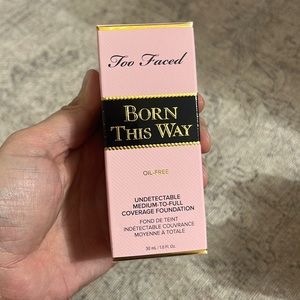 Too Faced
BORN
THIS WAY
OIL-FREE
UNDETECTABLE
MEDIUM-TO-FULL
COVERAGE FOUNDATION
FOND DE TEINT
INDÉTECTABLE COUVRANCE
MOYENNE À TOTALE
30 mL / 1.0 Fl. Oz.